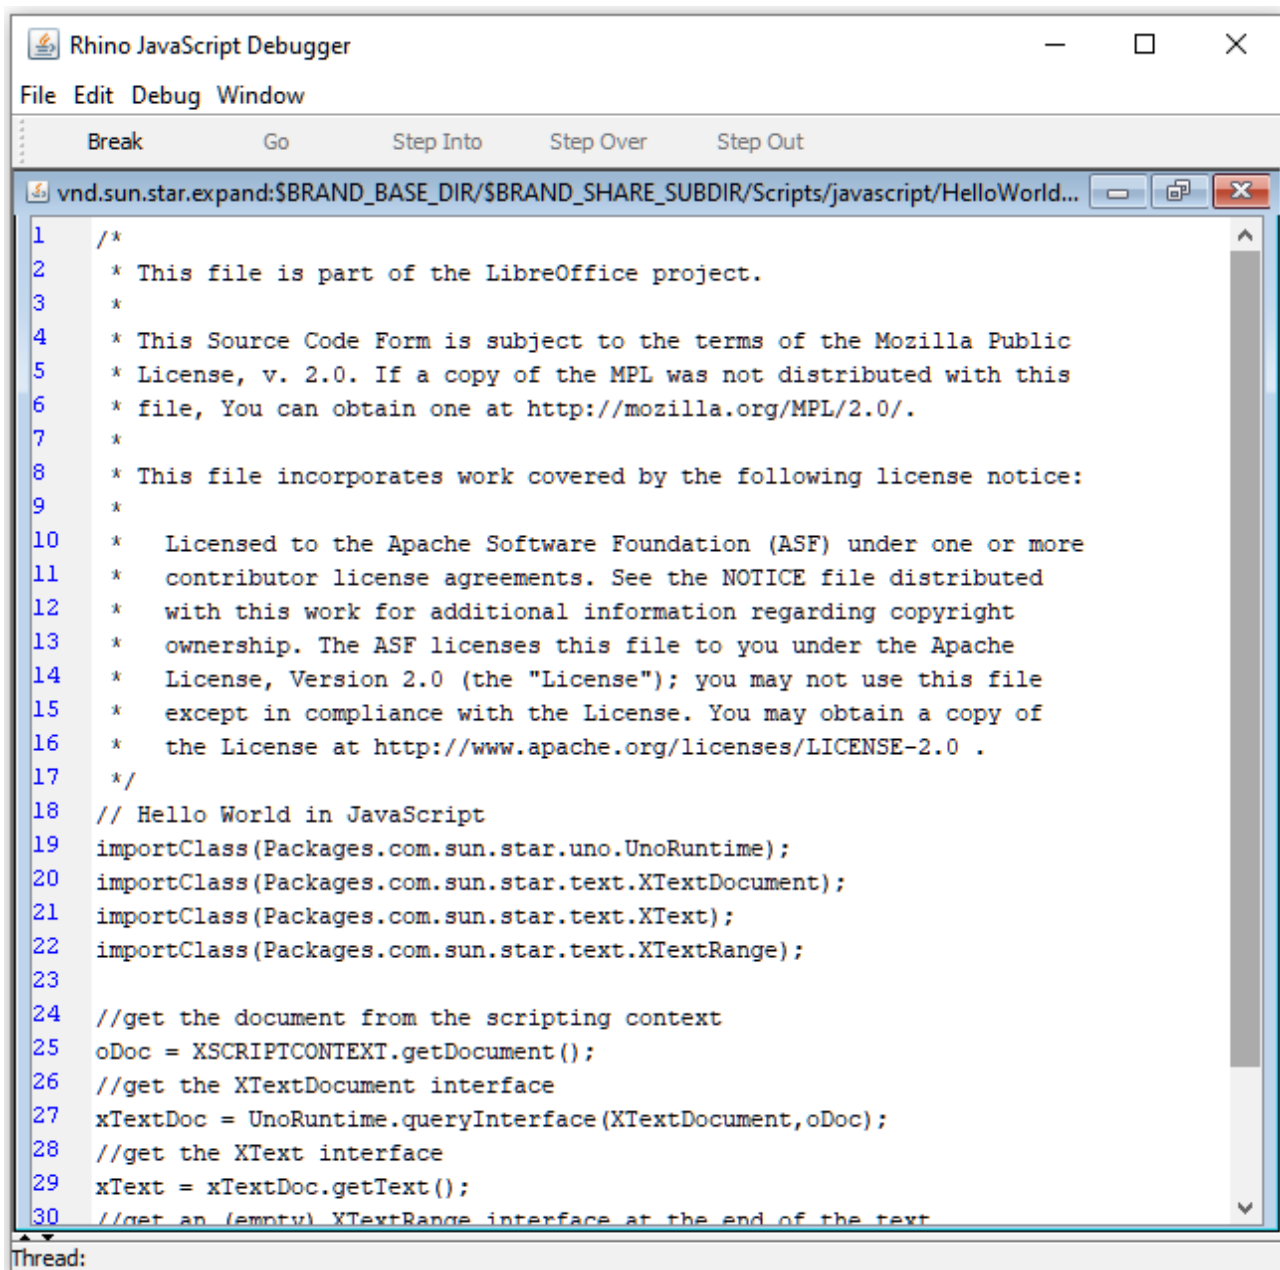 Rhino JavaScript Debugger
File Edit Debug Window
Break Go Step Into Step Over Step Out
vnd.sun.star.expand:$BRAND_BASE_DIR/$BRAND_SHARE_SUBDIR/Scripts/javascript/HelloWorld...
1 /*
2  * This file is part of the LibreOffice project.
3  *
4  * This Source Code Form is subject to the terms of the Mozilla Public
5  * License, v. 2.0. If a copy of the MPL was not distributed with this
6  * file, You can obtain one at http://mozilla.org/MPL/2.0/.
7  *
8  * This file incorporates work covered by the following license notice:
9  *
10  *   Licensed to the Apache Software Foundation (ASF) under one or more
11  *   contributor license agreements. See the NOTICE file distributed
12  *   with this work for additional information regarding copyright
13  *   ownership. The ASF licenses this file to you under the Apache
14  *   License, Version 2.0 (the "License"); you may not use this file
15  *   except in compliance with the License. You may obtain a copy of
16  *   the License at http://www.apache.org/licenses/LICENSE-2.0 .
17  */
18 // Hello World in JavaScript
19 importClass(Packages.com.sun.star.uno.UnoRuntime);
20 importClass(Packages.com.sun.star.text.XTextDocument);
21 importClass(Packages.com.sun.star.text.XText);
22 importClass(Packages.com.sun.star.text.XTextRange);
23
24 //get the document from the scripting context
25 oDoc = XSCRIPTCONTEXT.getDocument();
26 //get the XTextDocument interface
27 xTextDoc = UnoRuntime.queryInterface(XTextDocument,oDoc);
28 //get the XText interface
29 xText = xTextDoc.getText();
30 //get an (empty) XTextRange interface at the end of the text
Thread: